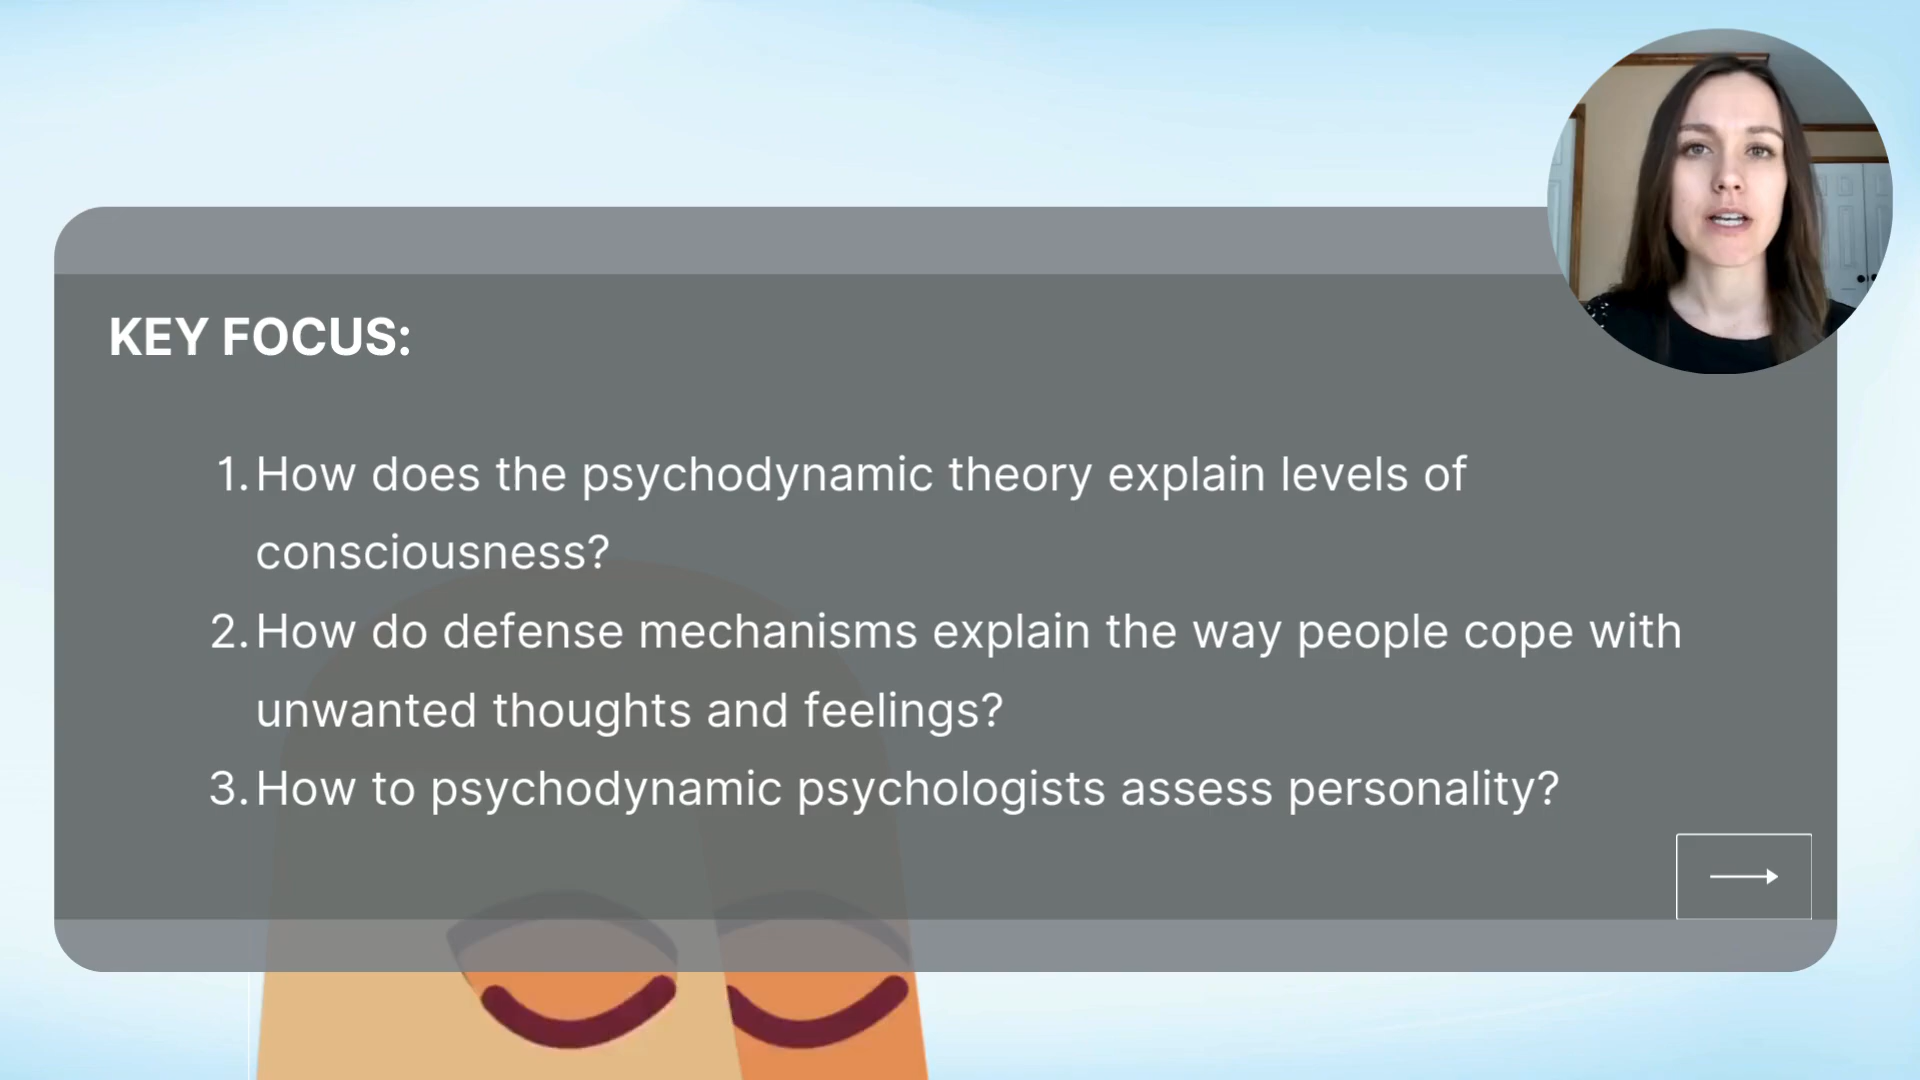 KEY FOCUS:
1. How does the psychodynamic theory explain levels of
consciousness?
2. How do defense mechanisms explain the way people cope with
unwanted thoughts and feelings?
3. How to psychodynamic psychologists assess personality?